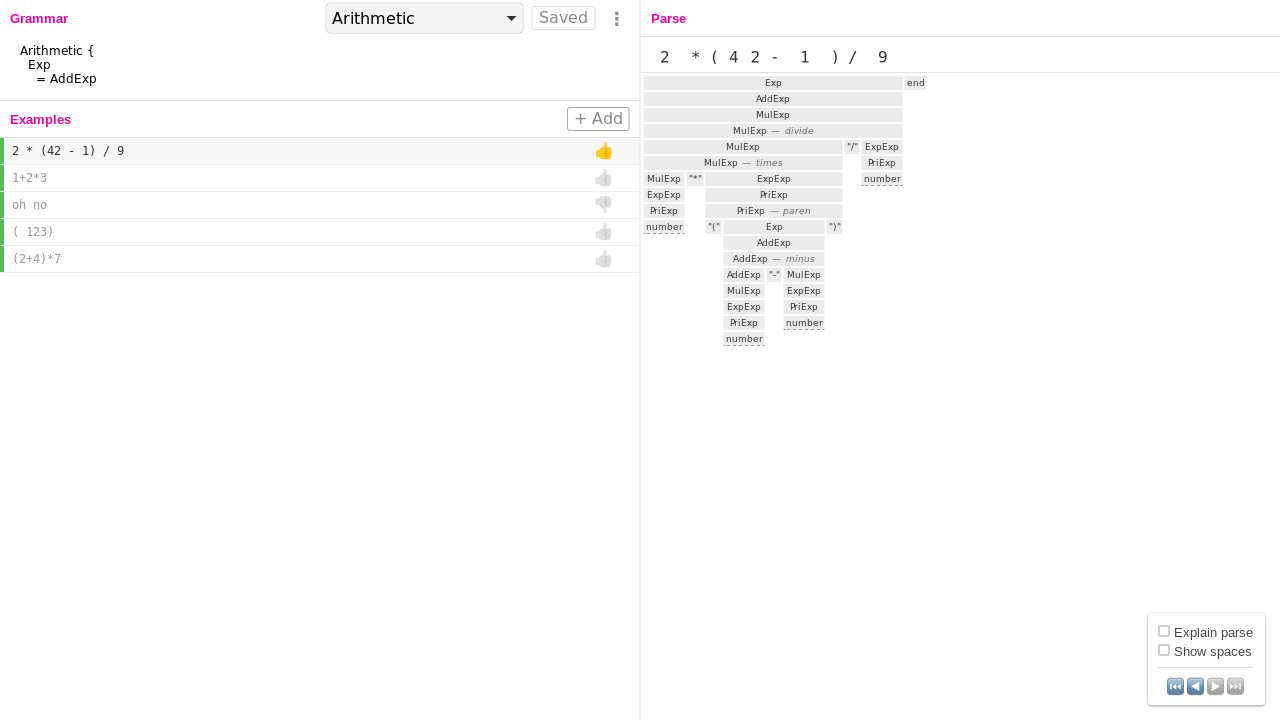 Grammar
Arithmetic
Saved
Arithmetic {
Exp
= AddExp
Examples
+ Add
2 * (42 - 1) / 9
1+2*3
oh no
( 123)
(2+4)*7
Parse
2 * ( 4 2 - 1 ) / 9
Exp end
AddExp
MulExp
MulExp — divide
MulExp "/" ExpExp
MulExp — times PriExp
MulExp "*" ExpExp number
ExpExp PriExp
PriExp PriExp — paren
number "(" Exp ")"
AddExp
AddExp — minus
AddExp "-" MulExp
MulExp ExpExp
ExpExp PriExp
PriExp number
number
Explain parse
Show spaces